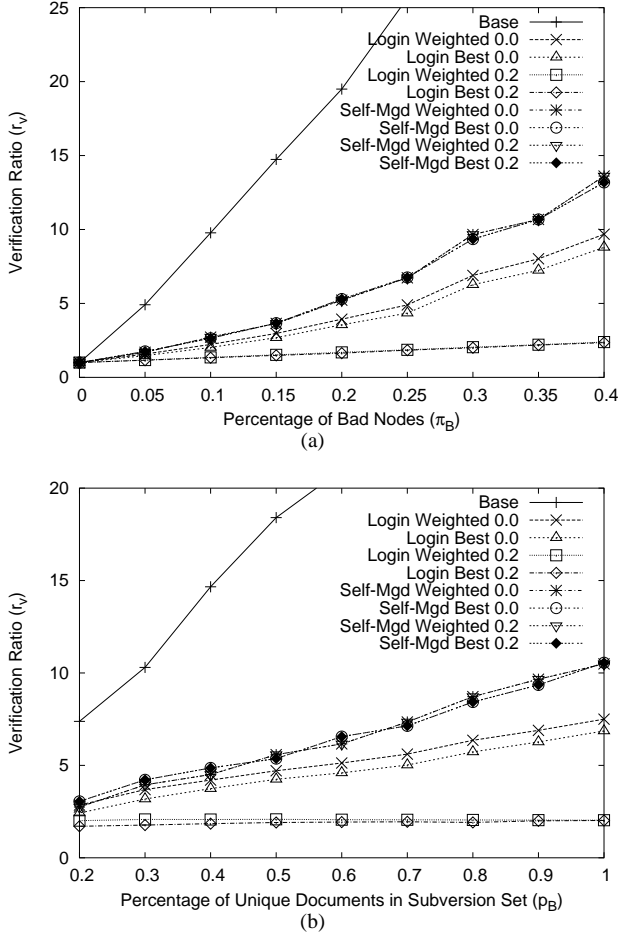 25
20
15
10
5
1
Verification Ratio (rv)
Base
Login Weighted 0.0
Login Best 0.0
Login Weighted 0.2
Login Best 0.2
Self-Mgd Weighted 0.0
Self-Mgd Best 0.0
Self-Mgd Weighted 0.2
Self-Mgd Best 0.2
0 0.05 0.1 0.15 0.2 0.25 0.3 0.35 0.4
Percentage of Bad Nodes (πB)
(a)
20
15
10
5
0
Verification Ratio (rv)
Base
Login Weighted 0.0
Login Best 0.0
Login Weighted 0.2
Login Best 0.2
Self-Mgd Weighted 0.0
Self-Mgd Best 0.0
Self-Mgd Weighted 0.2
Self-Mgd Best 0.2
0.2 0.3 0.4 0.5 0.6 0.7 0.8 0.9 1
Percentage of Unique Documents in Subversion Set (pB)
(b)